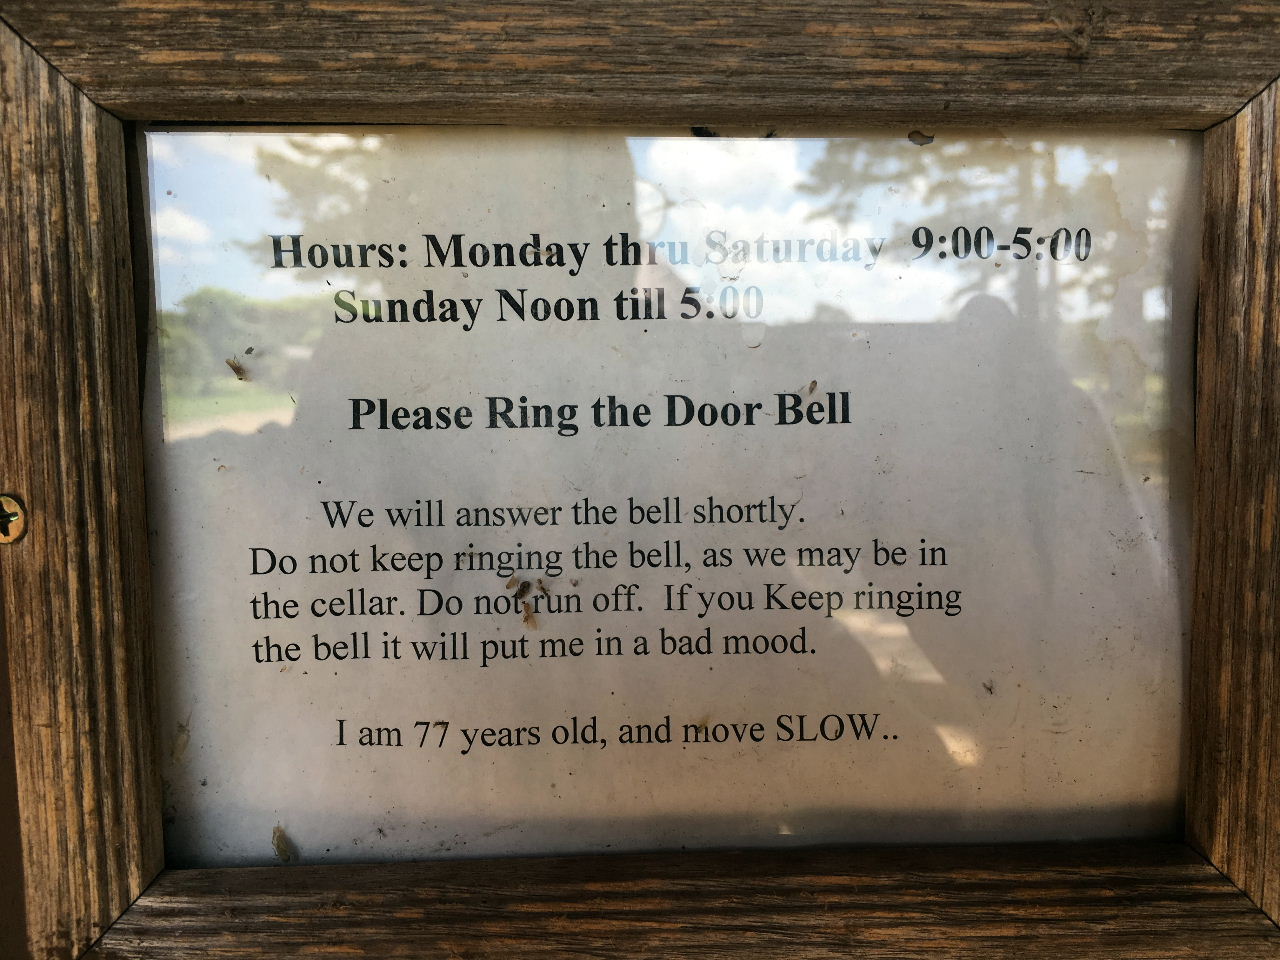 Hours: Monday thru Saturday 9:00-5:00
Sunday Noon till 5:00
Please Ring the Door Bell
We will answer the bell shortly.
Do not keep ringing the bell, as we may be in
the cellar. Do not run off. If you Keep ringing
the bell it will put me in a bad mood.
I am 77 years old, and move SLOW..